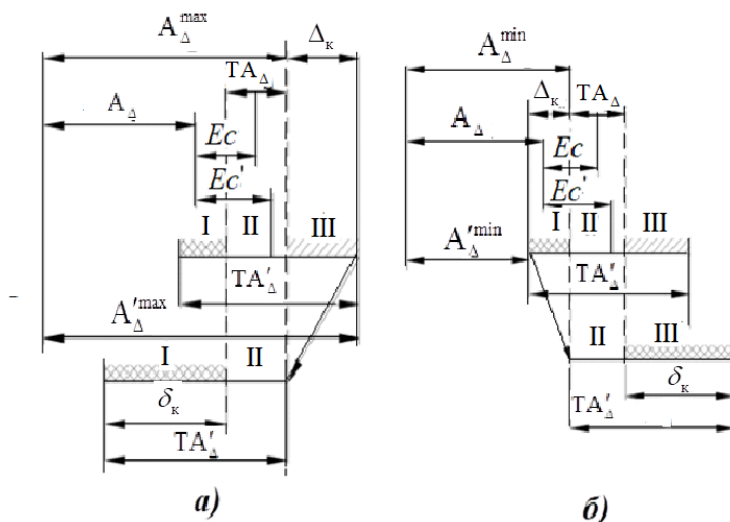 A_Δ^max
Δ_к
TA_Δ
A_Δ
Ec
Ec'
I II III
TA'_Δ
A'_Δ^max
I II
δ_к
TA'_Δ
а)
A_Δ^min
Δ_к TA_Δ
A_Δ
Ec
Ec'
I II III
A'_Δ^min
TA'_Δ
II III
δ_к
TA'_Δ
б)